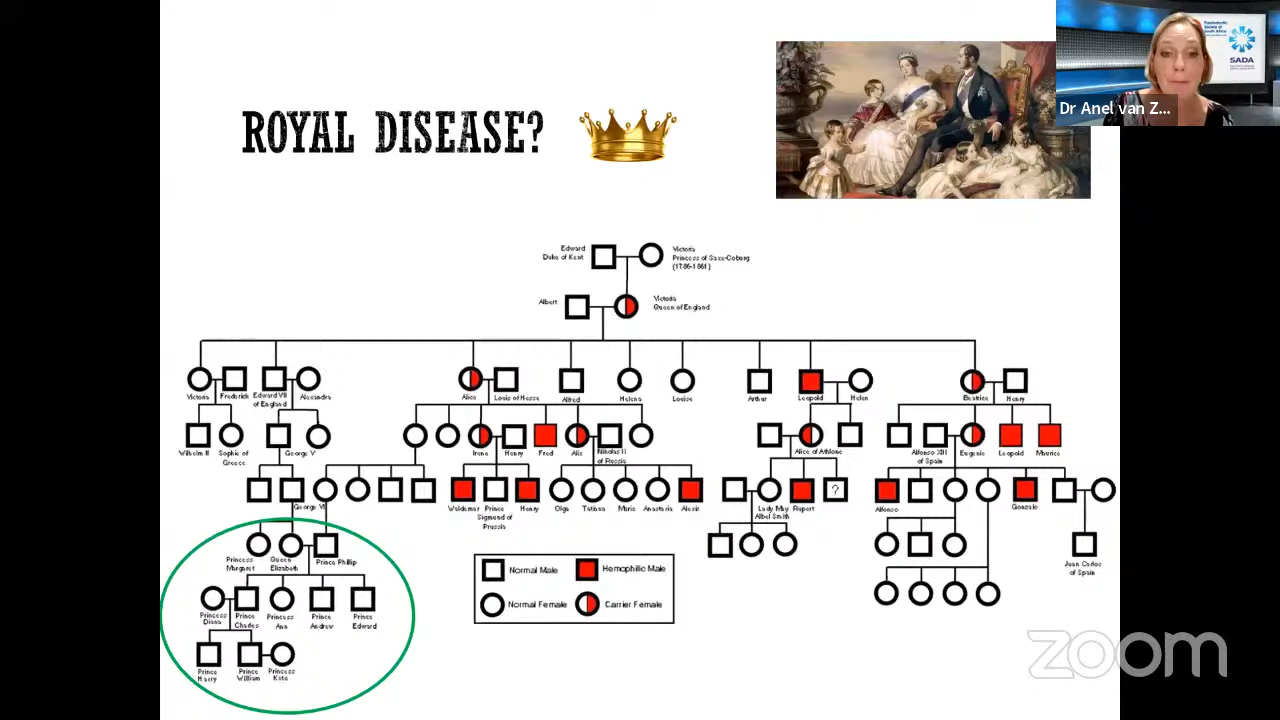 Prosthodontic
Society of
South Africa
SADA
Dr Anel van Z...
ROYAL DISEASE?
Edward
Duke of Kent
Victoria
Princess of Saxe-Coburg
(1786-1861)
Albert
Victoria
Queen of England
Victoria
Frederick
Edward VII
of England
Alexandra
Alice
Louis of Hesse
Alfred
Helena
Louise
Arthur
Leopold
Helen
Beatrice
Henry
Wilhelm II
Sophie of
Greece
George V
Irene
Henry
Fred
Alix
Nikolas II
of Russia
Alice of Athlone
Alfonso XIII
of Spain
Eugenie
Leopold
Maurice
George VI
Waldemar
Prince
Sigmund of
Prussia
Henry
Olga
Tatiana
Marie
Anastasia
Alexis
Lady May
Abel Smith
Rupert
?
Alfonso
Gonzalo
Princess
Margaret
Queen
Elizabeth
Prince Phillip
Juan Carlos
of Spain
Princess
Diana
Prince
Charles
Princess
Ann
Prince
Andrew
Prince
Edward
Prince
Harry
Prince
William
Princess
Kate
Normal Male
Hemophilic Male
Normal Female
Carrier Female
zoom